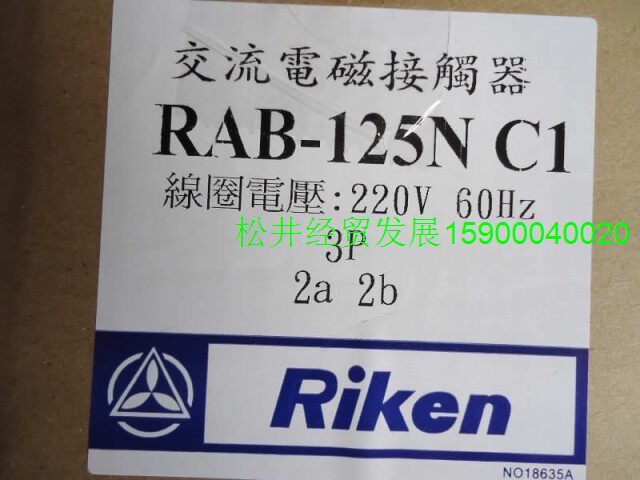 交流電磁接觸器
RAB-125N C1
線圈電壓:220V 60Hz
松井经贸发展15900040020
3P
2a 2b
Riken
NO18635A